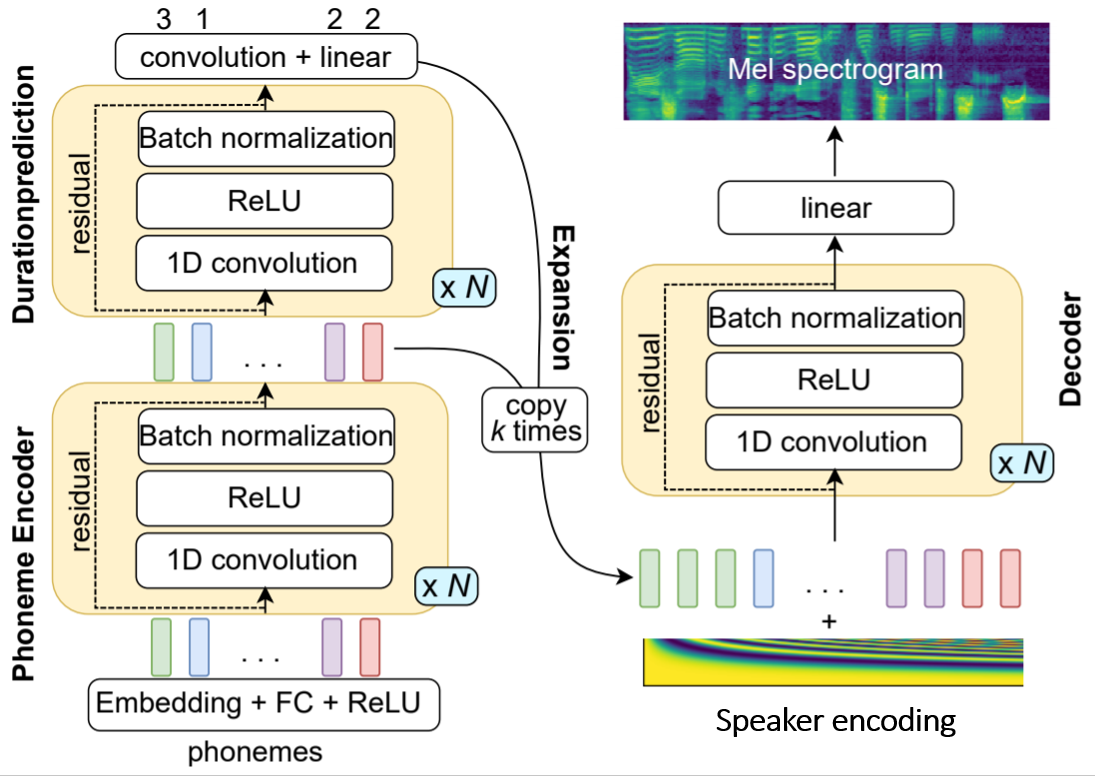 3 1 2 2
convolution + linear
Durationprediction
residual
Batch normalization
ReLU
1D convolution
x N
. . .
Phoneme Encoder
residual
Batch normalization
ReLU
1D convolution
x N
. . .
Embedding + FC + ReLU
phonemes
Expansion
copy
k times
Mel spectrogram
linear
Decoder
residual
Batch normalization
ReLU
1D convolution
x N
. . .
+
Speaker encoding